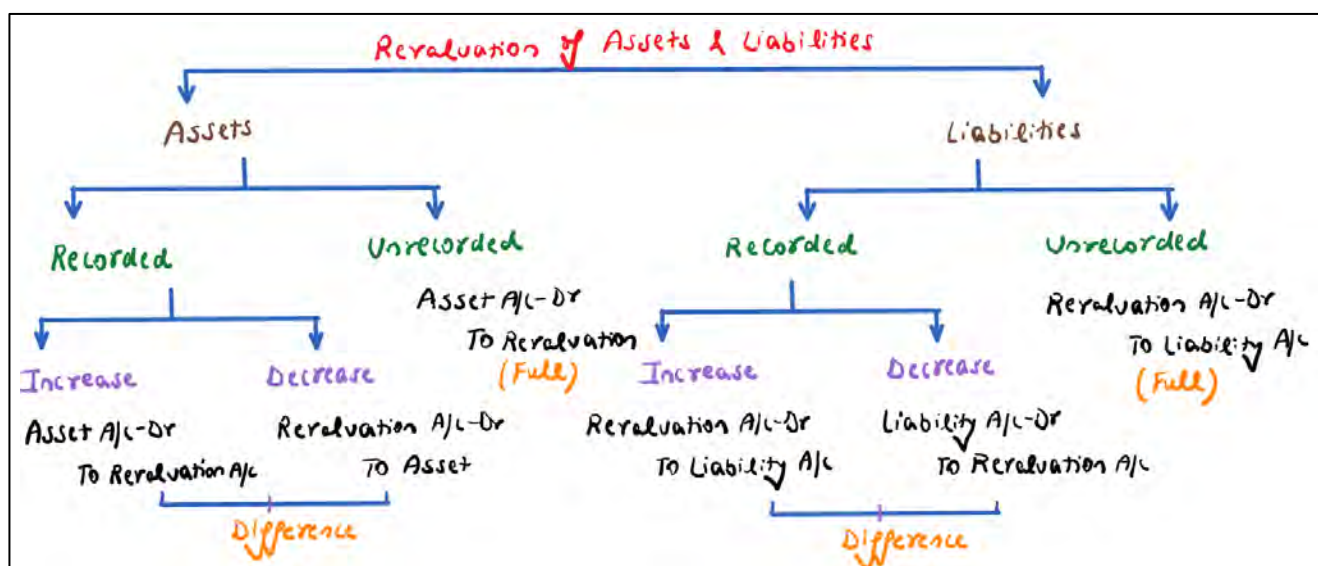 Revaluation of Assets & Liabilities
Assets
Liabilities
Recorded
Unrecorded
Recorded
Unrecorded
Asset A/c-Dr
To Revaluation
(Full)
Revaluation A/c-Dr
To Liability A/c
(Full)
Increase
Decrease
Increase
Decrease
Asset A/c-Dr
To Revaluation A/c
Revaluation A/c-Dr
To Asset
Revaluation A/c-Dr
To Liability A/c
Liability A/c-Dr
To Revaluation A/c
Difference
Difference